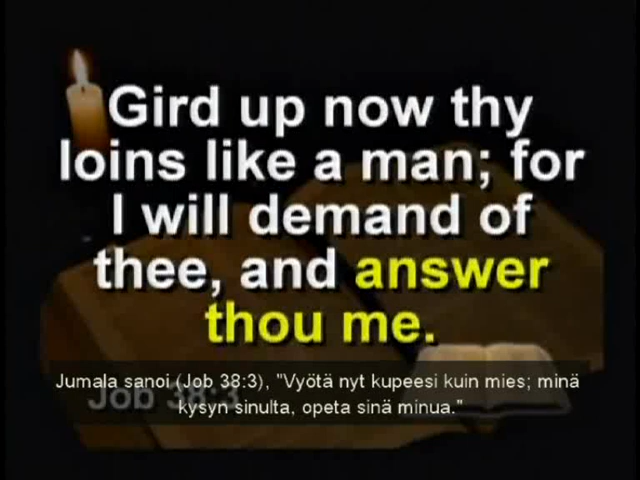 Gird up now thy
loins like a man; for
I will demand of
thee, and answer
thou me.
Jumala sanoi (Job 38:3), "Vyötä nyt kupeesi kuin mies; minä
Job 38:3
kysyn sinulta, opeta sinä minua."